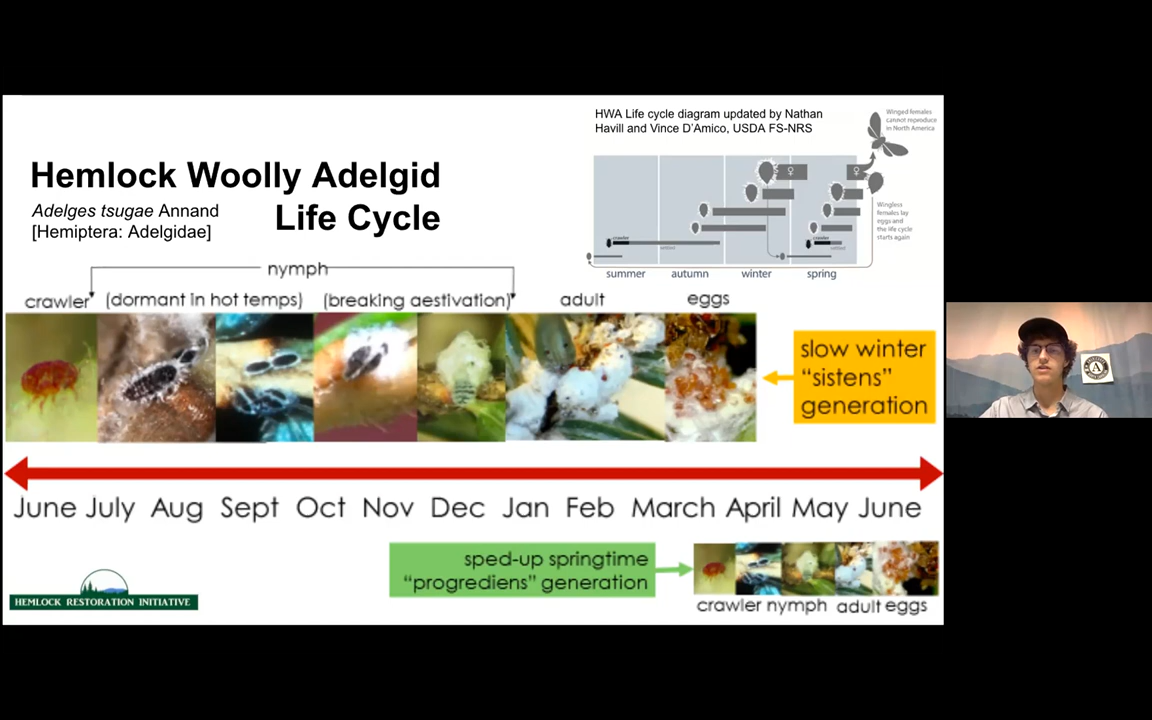 HWA Life cycle diagram updated by Nathan
Havill and Vince D'Amico, USDA FS-NRS
Winged females
cannot reproduce
in North America
Hemlock Woolly Adelgid
Life Cycle
Adelges tsugae Annand
[Hemiptera: Adelgidae]
Wingless
females lay
eggs and
the life cycle
starts again
crawler
settled
crawler
settled
summer autumn winter spring
nymph
crawler (dormant in hot temps) (breaking aestivation) adult eggs
slow winter
“sistens”
generation
A
June July Aug Sept Oct Nov Dec Jan Feb March April May June
sped-up springtime
“progrediens” generation
crawler nymph adult eggs
HEMLOCK RESTORATION INITIATIVE